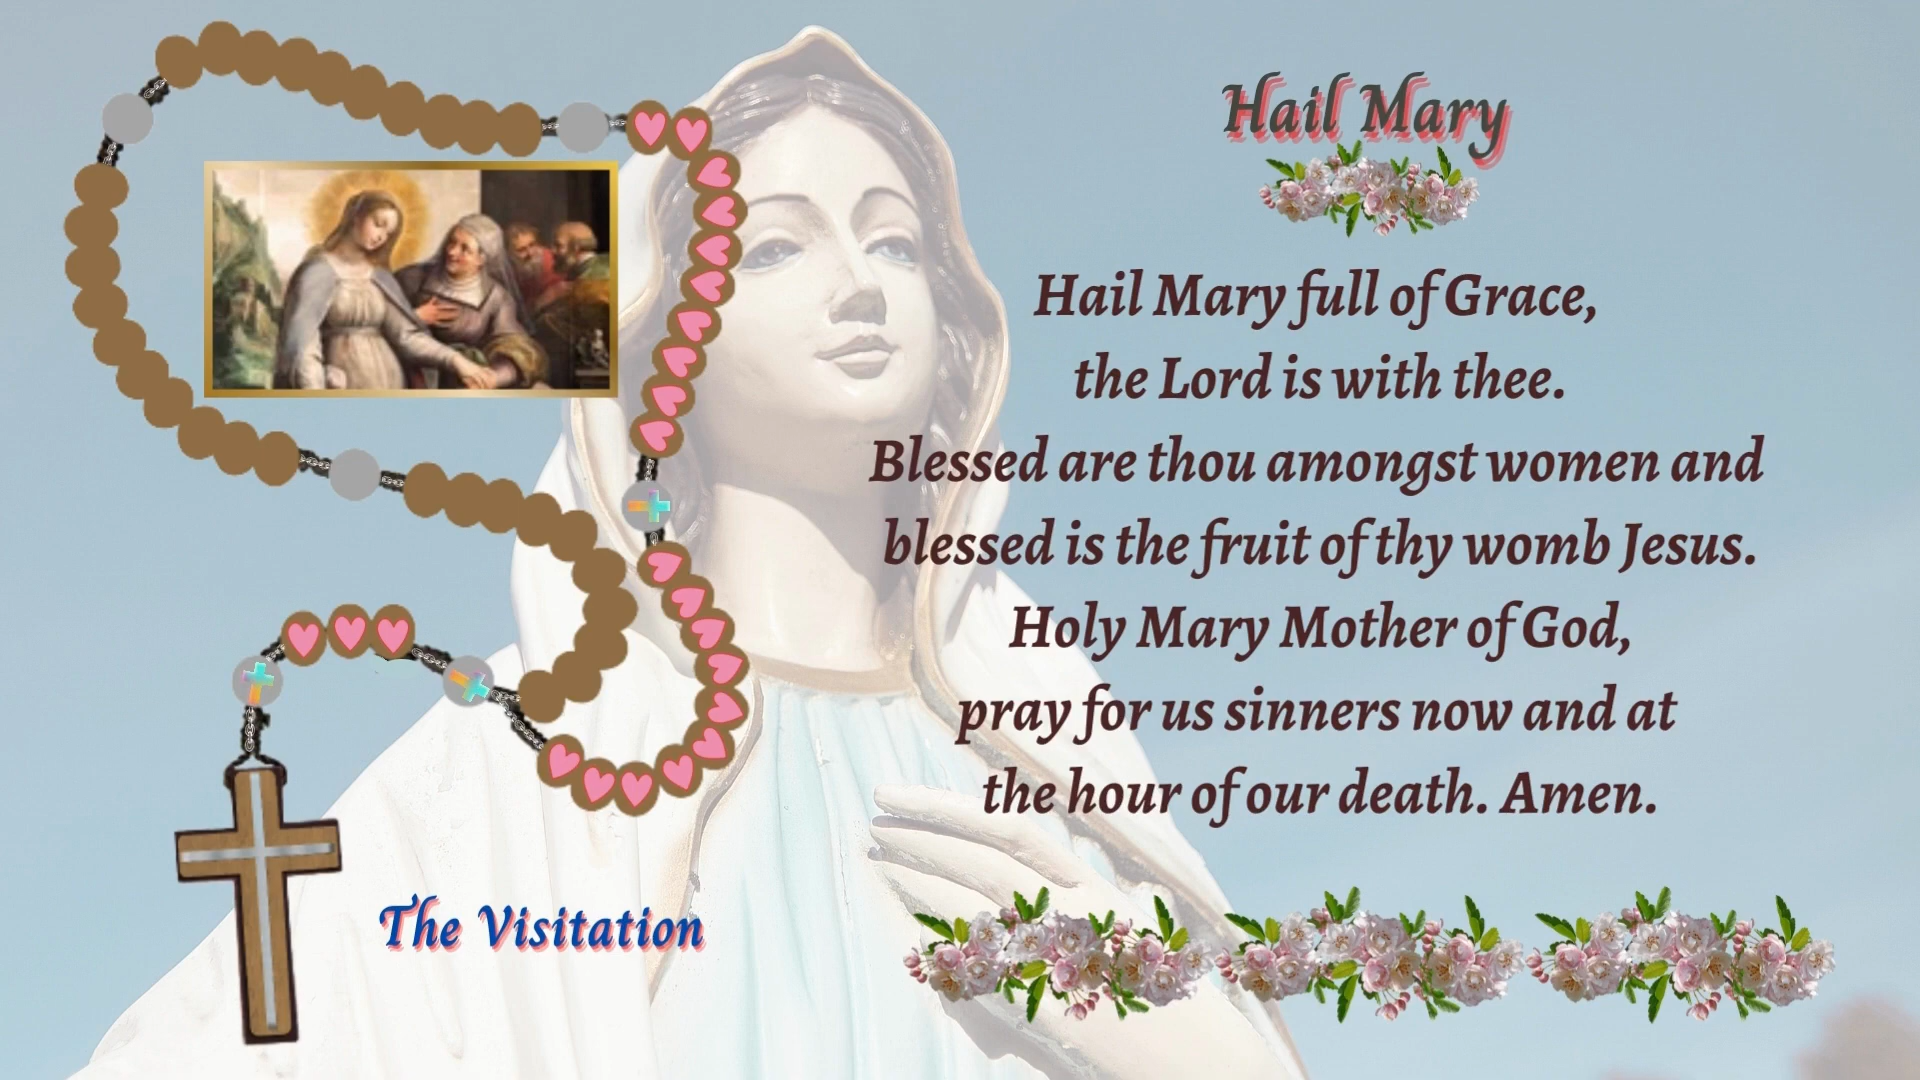 Hail Mary
Hail Mary full of Grace,
the Lord is with thee.
Blessed are thou amongst women and
blessed is the fruit of thy womb Jesus.
Holy Mary Mother of God,
pray for us sinners now and at
the hour of our death. Amen.
The Visitation